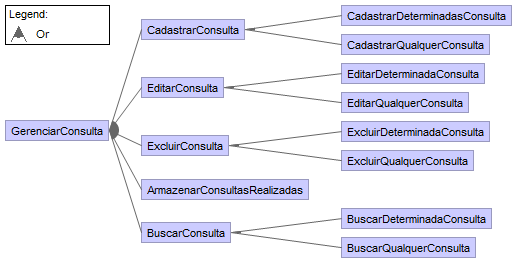 Legend:
Or
GerenciarConsulta
CadastrarConsulta
CadastrarDeterminadasConsulta
CadastrarQualquerConsulta
EditarConsulta
EditarDeterminadaConsulta
EditarQualquerConsulta
ExcluirConsulta
ExcluirDeterminadaConsulta
ExcluirQualquerConsulta
ArmazenarConsultasRealizadas
BuscarConsulta
BuscarDeterminadaConsulta
BuscarQualquerConsulta